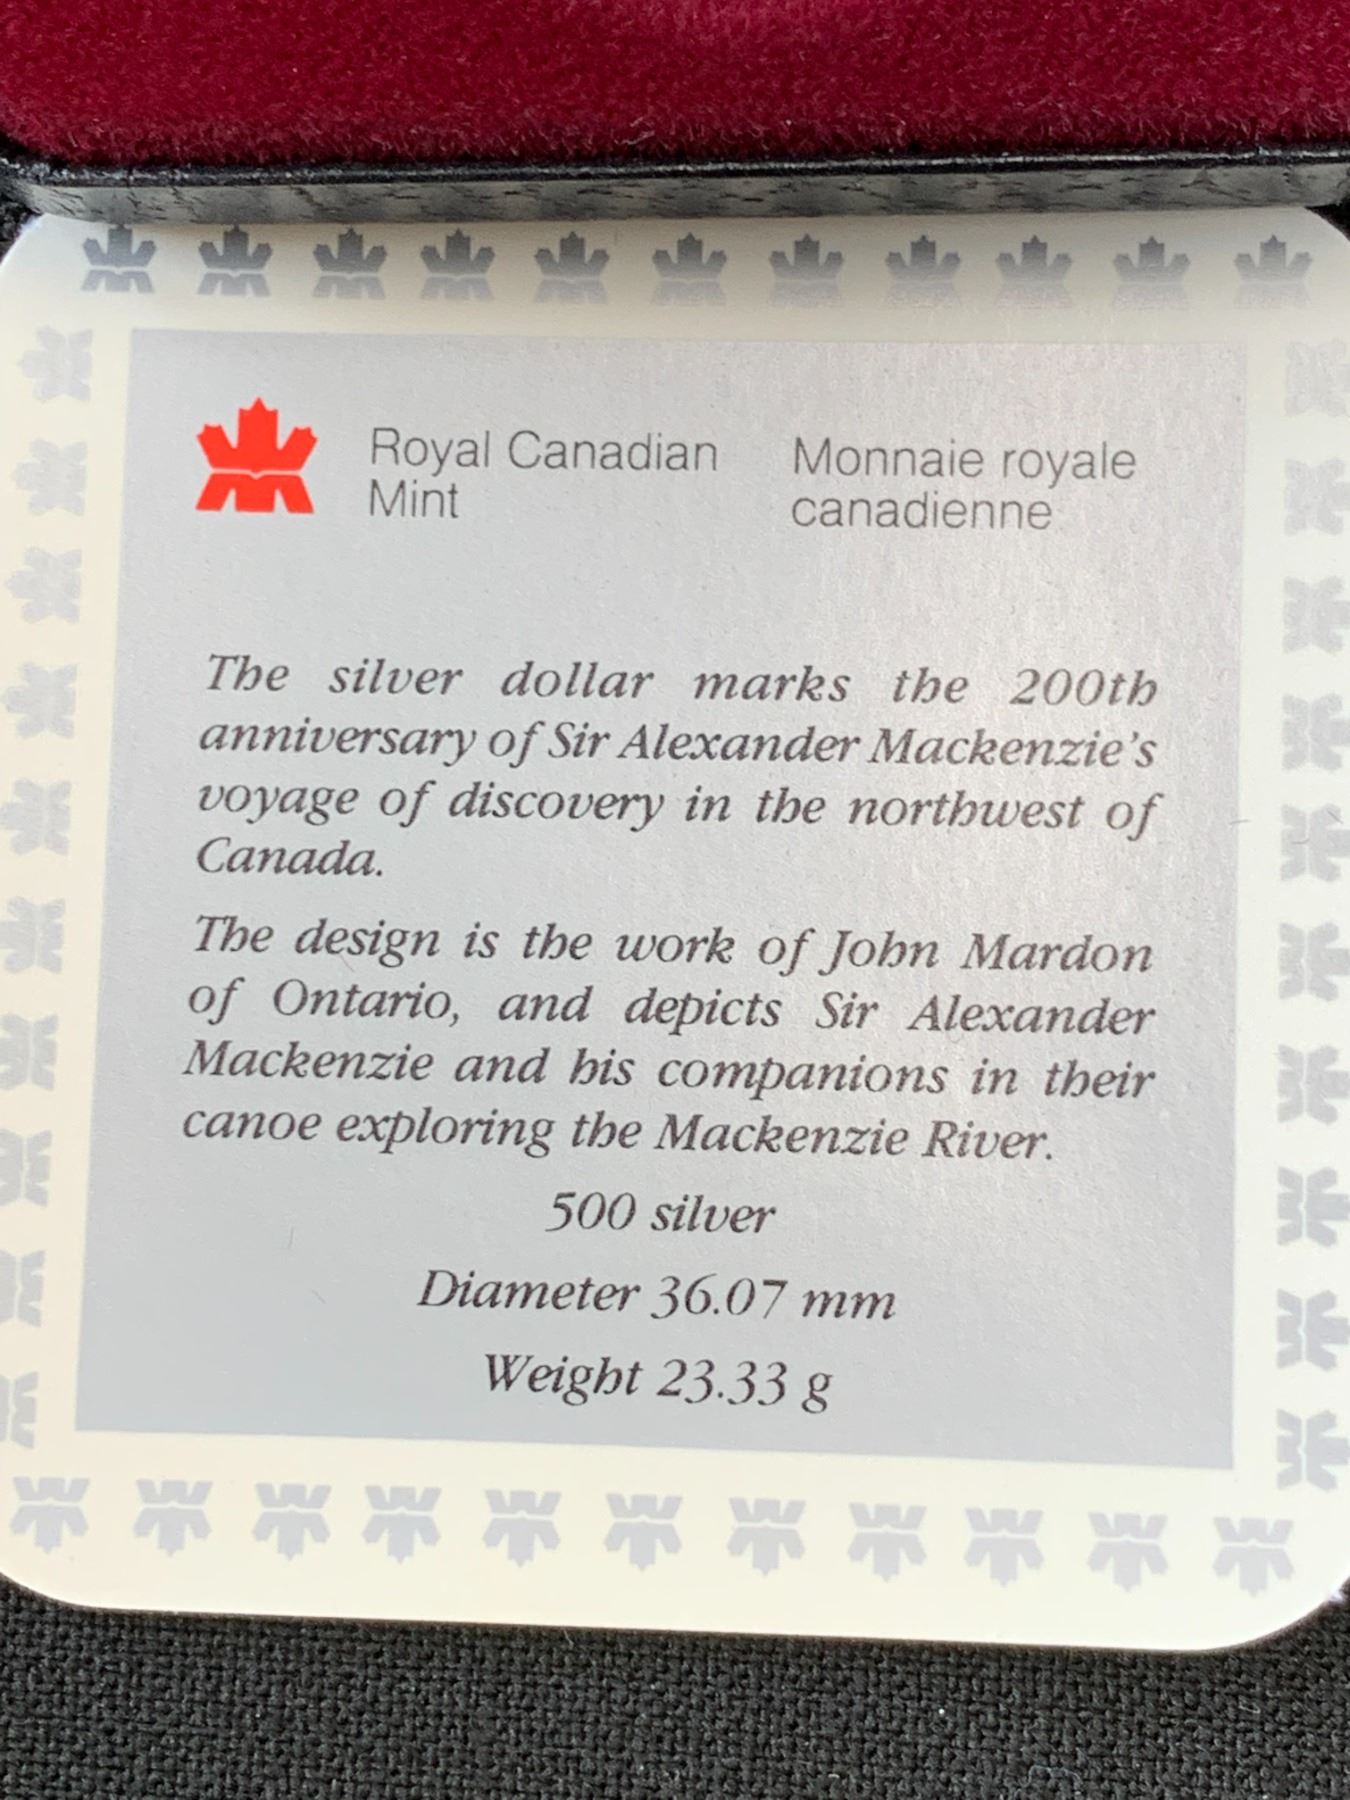 Royal Canadian
Mint
Monnaie royale
canadienne
The silver dollar marks the 200th
anniversary of Sir Alexander Mackenzie's
voyage of discovery in the northwest of
Canada.
The design is the work of John Mardon
of Ontario, and depicts Sir Alexander
Mackenzie and his companions in their
canoe exploring the Mackenzie River.
500 silver
Diameter 36.07 mm
Weight 23.33 g